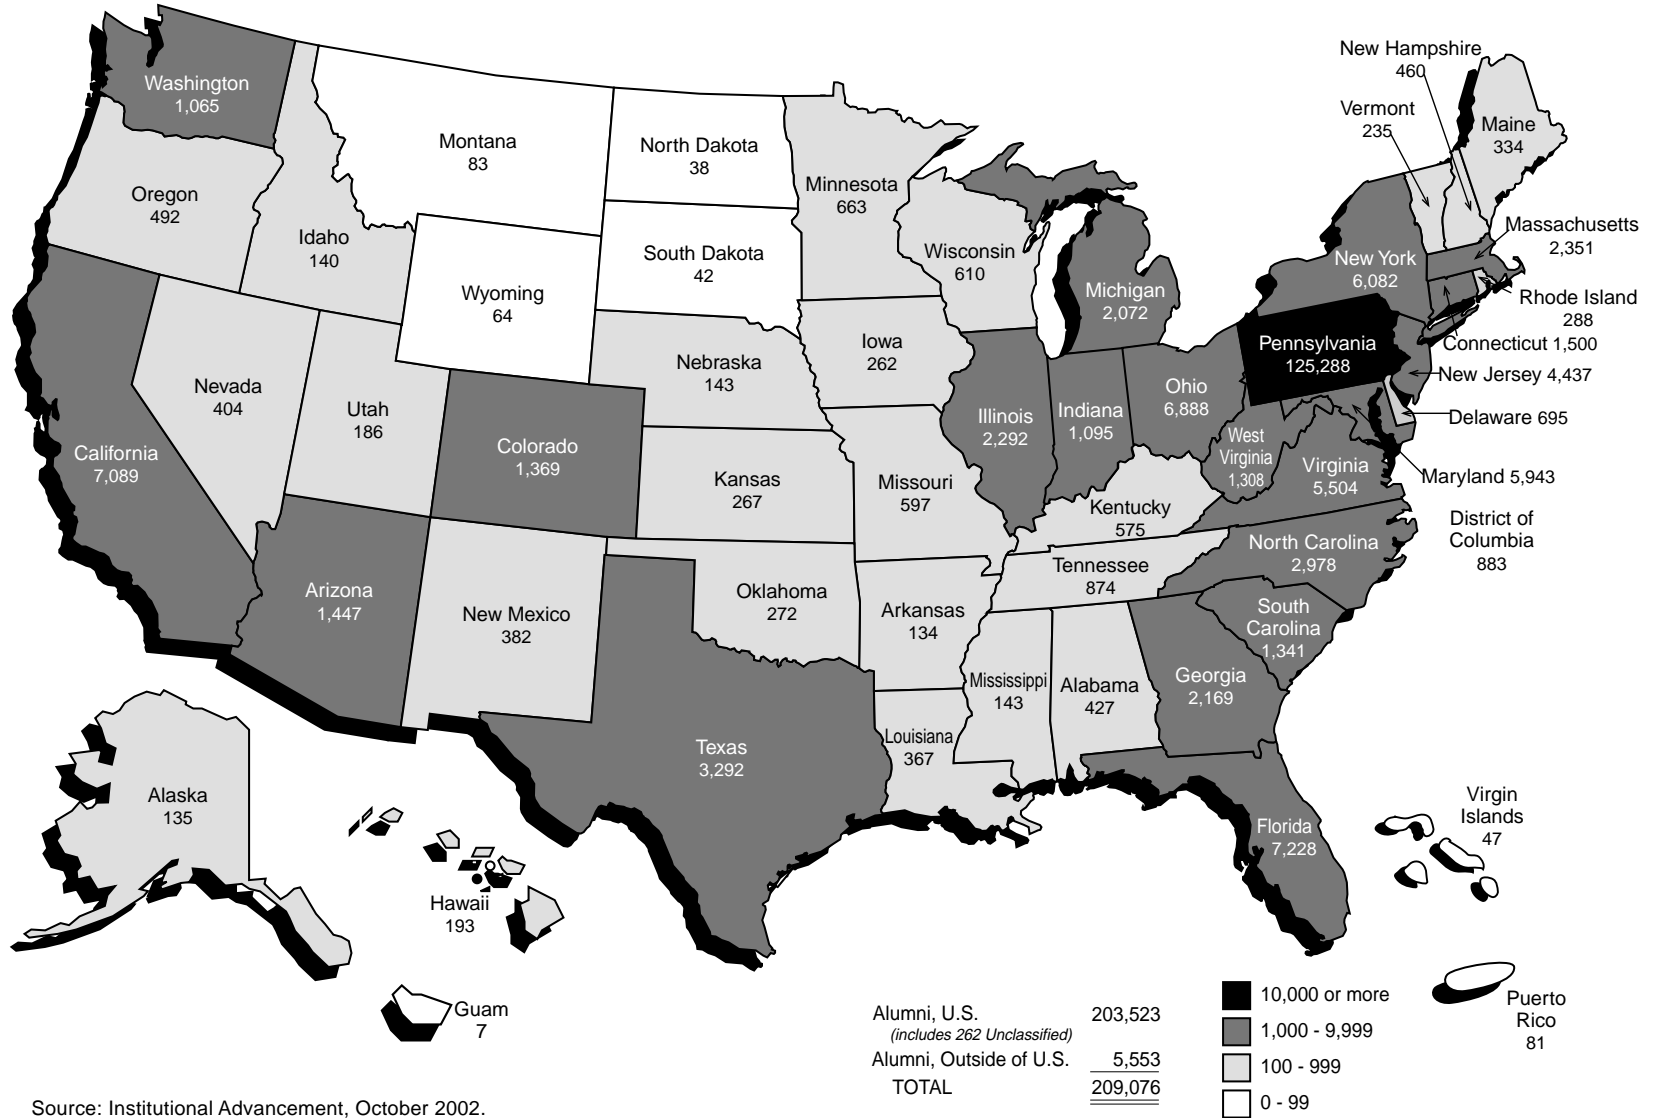 New Hampshire
460
Vermont
235
Maine
334
Washington
1,065
Montana
83
North Dakota
38
Minnesota
663
Oregon
492
Idaho
140
South Dakota
42
Wisconsin
610
Michigan
2,072
New York
6,082
Massachusetts
2,351
Rhode Island
288
Connecticut 1,500
Wyoming
64
Nebraska
143
Iowa
262
Pennsylvania
125,288
New Jersey 4,437
Delaware 695
Maryland 5,943
District of
Columbia
883
Nevada
404
Utah
186
California
7,089
Colorado
1,369
Kansas
267
Missouri
597
Illinois
2,292
Indiana
1,095
Ohio
6,888
West
Virginia
1,308
Virginia
5,504
Kentucky
575
Tennessee
874
North Carolina
2,978
South
Carolina
1,341
Arizona
1,447
New Mexico
382
Oklahoma
272
Arkansas
134
Mississippi
143
Alabama
427
Georgia
2,169
Texas
3,292
Louisiana
367
Florida
7,228
Alaska
135
Hawaii
193
Guam
7
Virgin
Islands
47
Puerto
Rico
81
Alumni, U.S. 203,523
(includes 262 Unclassified)
Alumni, Outside of U.S. 5,553
TOTAL 209,076
10,000 or more
1,000 - 9,999
100 - 999
0 - 99
Source: Institutional Advancement, October 2002.